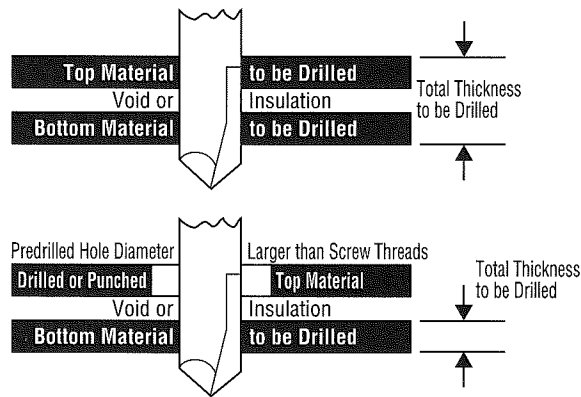 Top Material to be Drilled
Total Thickness
to be Drilled
Void or Insulation
Bottom Material to be Drilled
Predrilled Hole Diameter Larger than Screw Threads
Drilled or Punched Top Material
Total Thickness
to be Drilled
Void or Insulation
Bottom Material to be Drilled